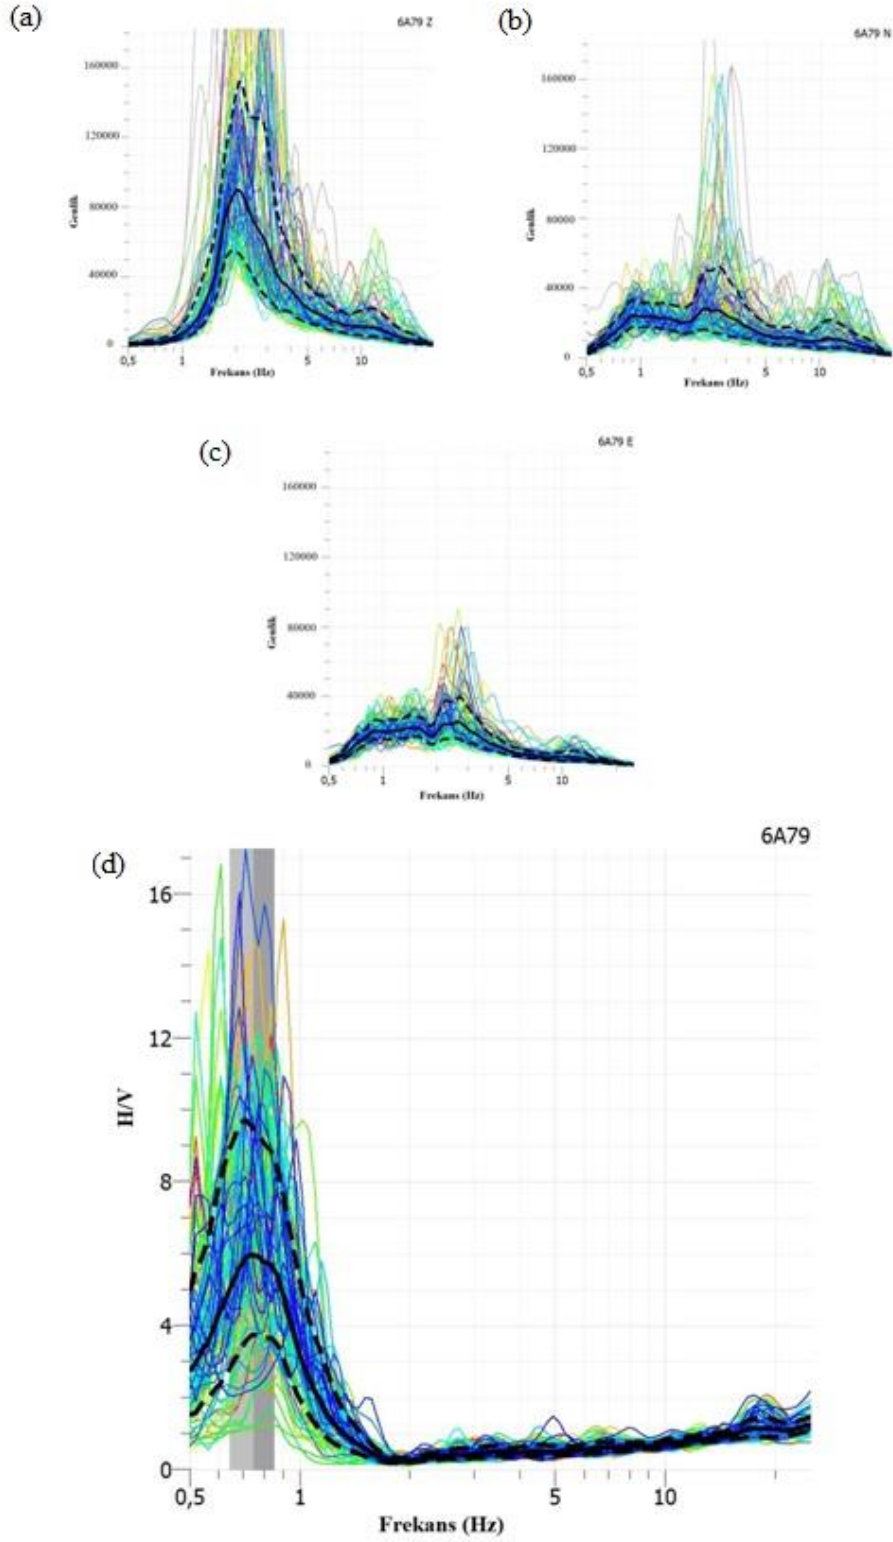 (a)
6A79 Z
160000
120000
80000
40000
0
Genlik
0,5 1 5 10
Frekans (Hz)
(b)
6A79 N
160000
120000
80000
40000
0
Genlik
0,5 1 5 10
Frekans (Hz)
(c)
6A79 E
160000
120000
80000
40000
0
Genlik
0,5 1 5 10
Frekans (Hz)
(d)
6A79
16
12
8
4
0
H/V
0,5 1 5 10
Frekans (Hz)